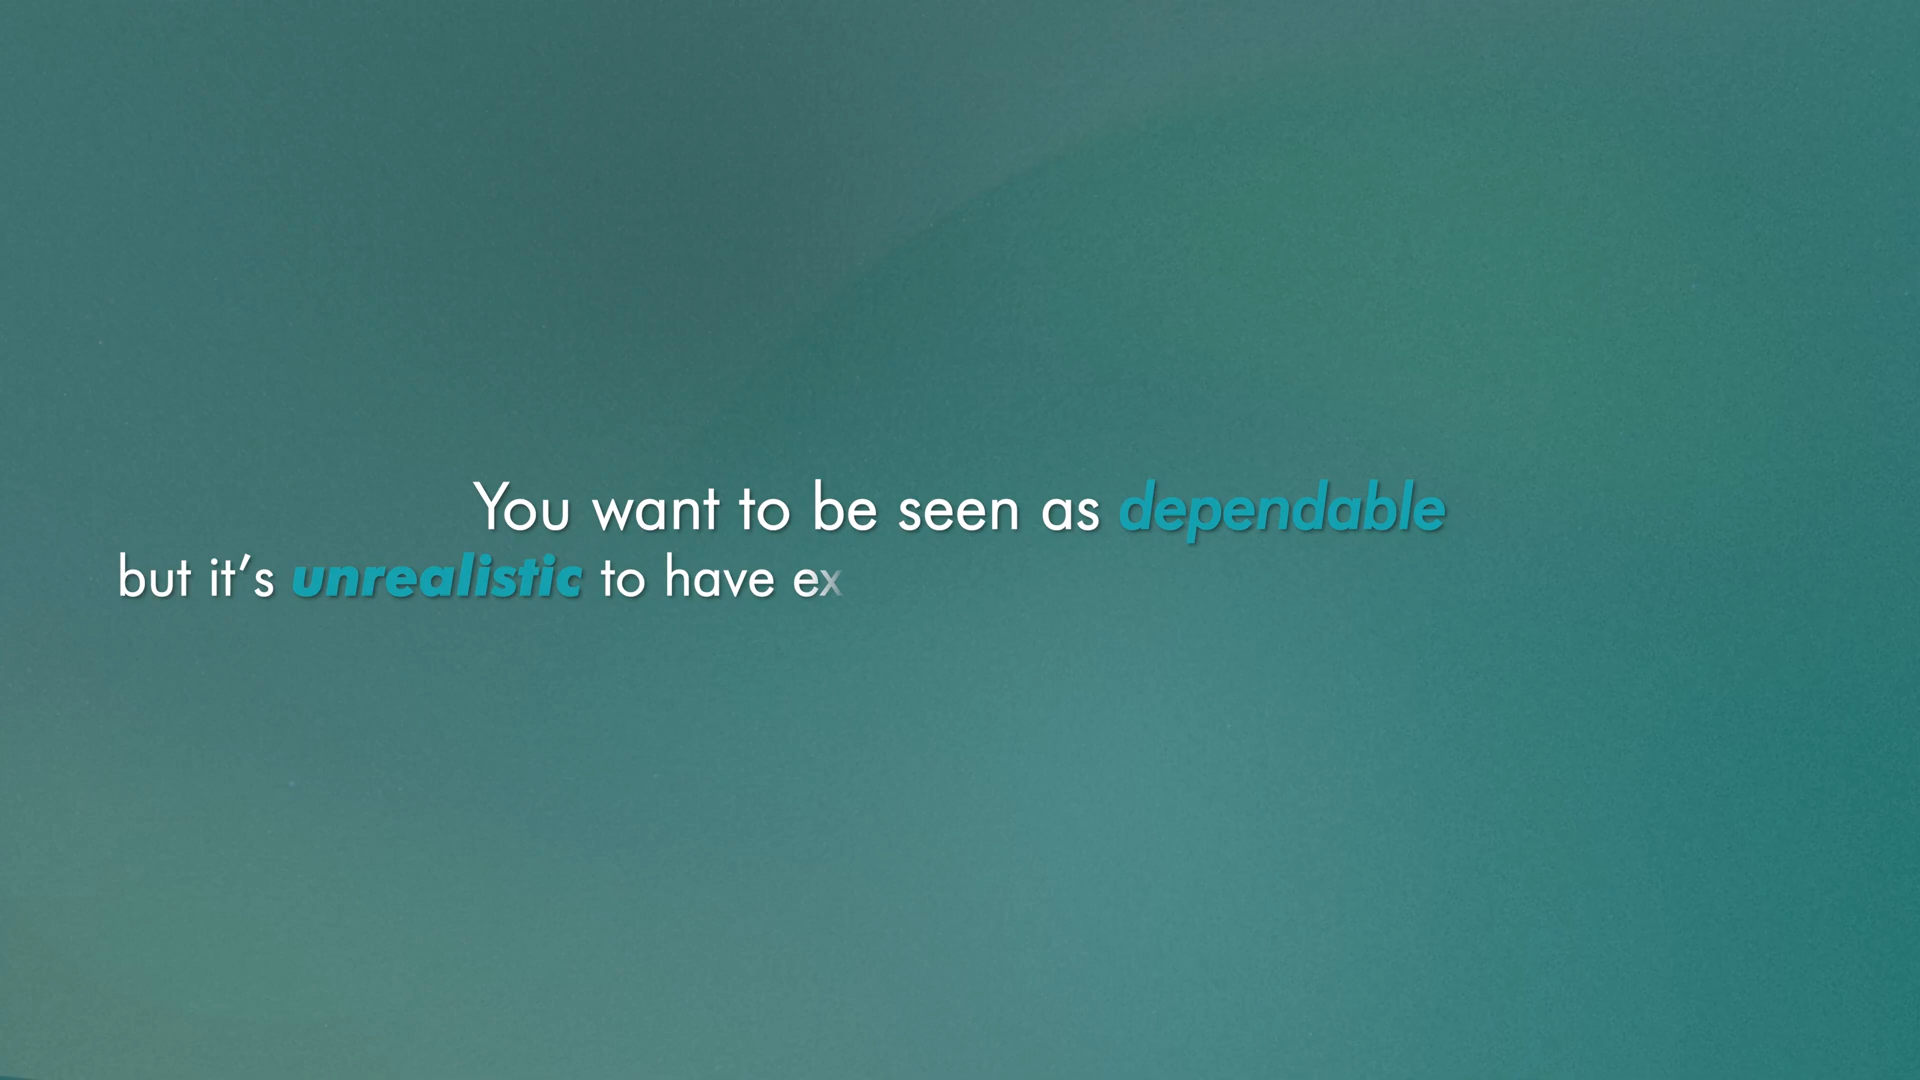 You want to be seen as dependable
but it’s unrealistic to have ex